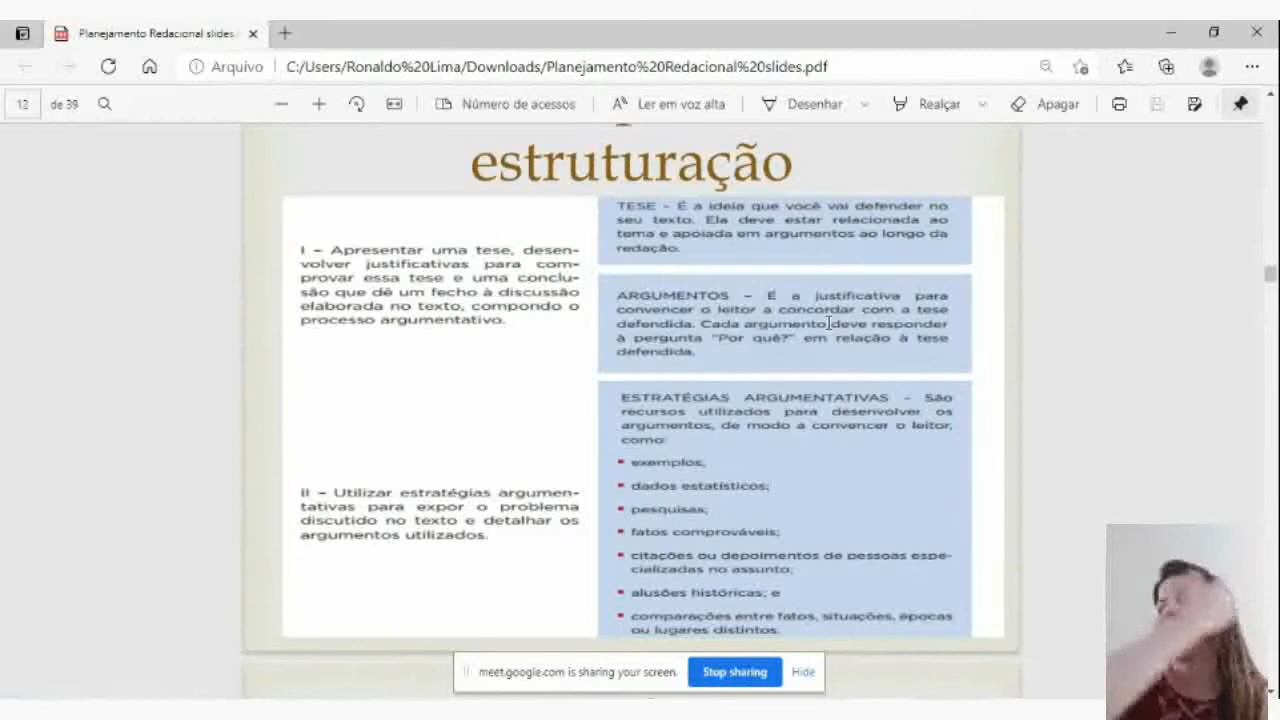 Planejamento Redacional slides.
Arquivo
C:/Users/Ronaldo%20Lima/Downloads/Planejamento%20Redacional%20slides.pdf
12 de 39
Número de acessos
Ler em voz alta
Desenhar
Realçar
Apagar
estruturação
I – Apresentar uma tese, desen-
volver justificativas para com-
provar essa tese e uma conclu-
são que dê um fecho à discussão
elaborada no texto, compondo o
processo argumentativo.
TESE – É a ideia que você vai defender no
seu texto. Ela deve estar relacionada ao
tema e apoiada em argumentos ao longo da
redação.
ARGUMENTOS – É a justificativa para
convencer o leitor a concordar com a tese
defendida. Cada argumento deve responder
à pergunta "Por quê?" em relação à tese
defendida.
II – Utilizar estratégias argumen-
tativas para expor o problema
discutido no texto e detalhar os
argumentos utilizados.
ESTRATÉGIAS ARGUMENTATIVAS – São
recursos utilizados para desenvolver os
argumentos, de modo a convencer o leitor,
como:
exemplos;
dados estatísticos;
pesquisas;
fatos comprováveis;
citações ou depoimentos de pessoas espe-
cializadas no assunto;
alusões históricas; e
comparações entre fatos, situações, épocas
ou lugares distintos.
meet.google.com is sharing your screen.
Stop sharing
Hide